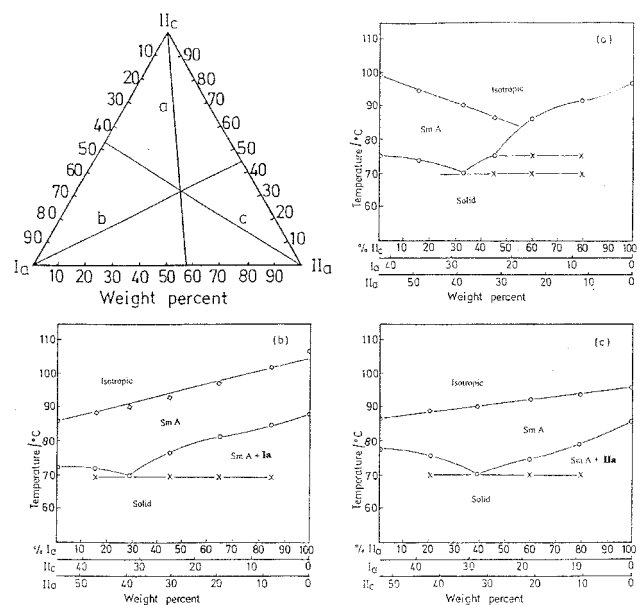 IIc
10
20
30
40
50
60
70
80
90
90
80
70
60
50
40
30
20
10
a
b
c
Ia
10 20 30 40 50 60 70 80 90
IIa
Weight percent
(a)
Temperature/°C
110
100
90
80
70
60
Isotropic
Sm A
Solid
% IIc 10 20 30 40 50 60 70 80 90 100
Ia 40 30 20 10 0
IIa 50 40 30 20 10 0
Weight percent
(b)
Temperature/°C
110
100
90
80
70
60
Isotropic
Sm A
Sm A + Ia
Solid
% Ia 10 20 30 40 50 60 70 80 90 100
IIc 40 30 20 10 0
IIa 50 40 30 20 10 0
Weight percent
(c)
Temperature/°C
110
100
90
80
70
60
Isotropic
Sm A
Sm A + IIa
Solid
% IIa 10 20 30 40 50 60 70 80 90 100
Ia 40 30 20 10 0
IIc 50 40 30 20 10 0
Weight percent